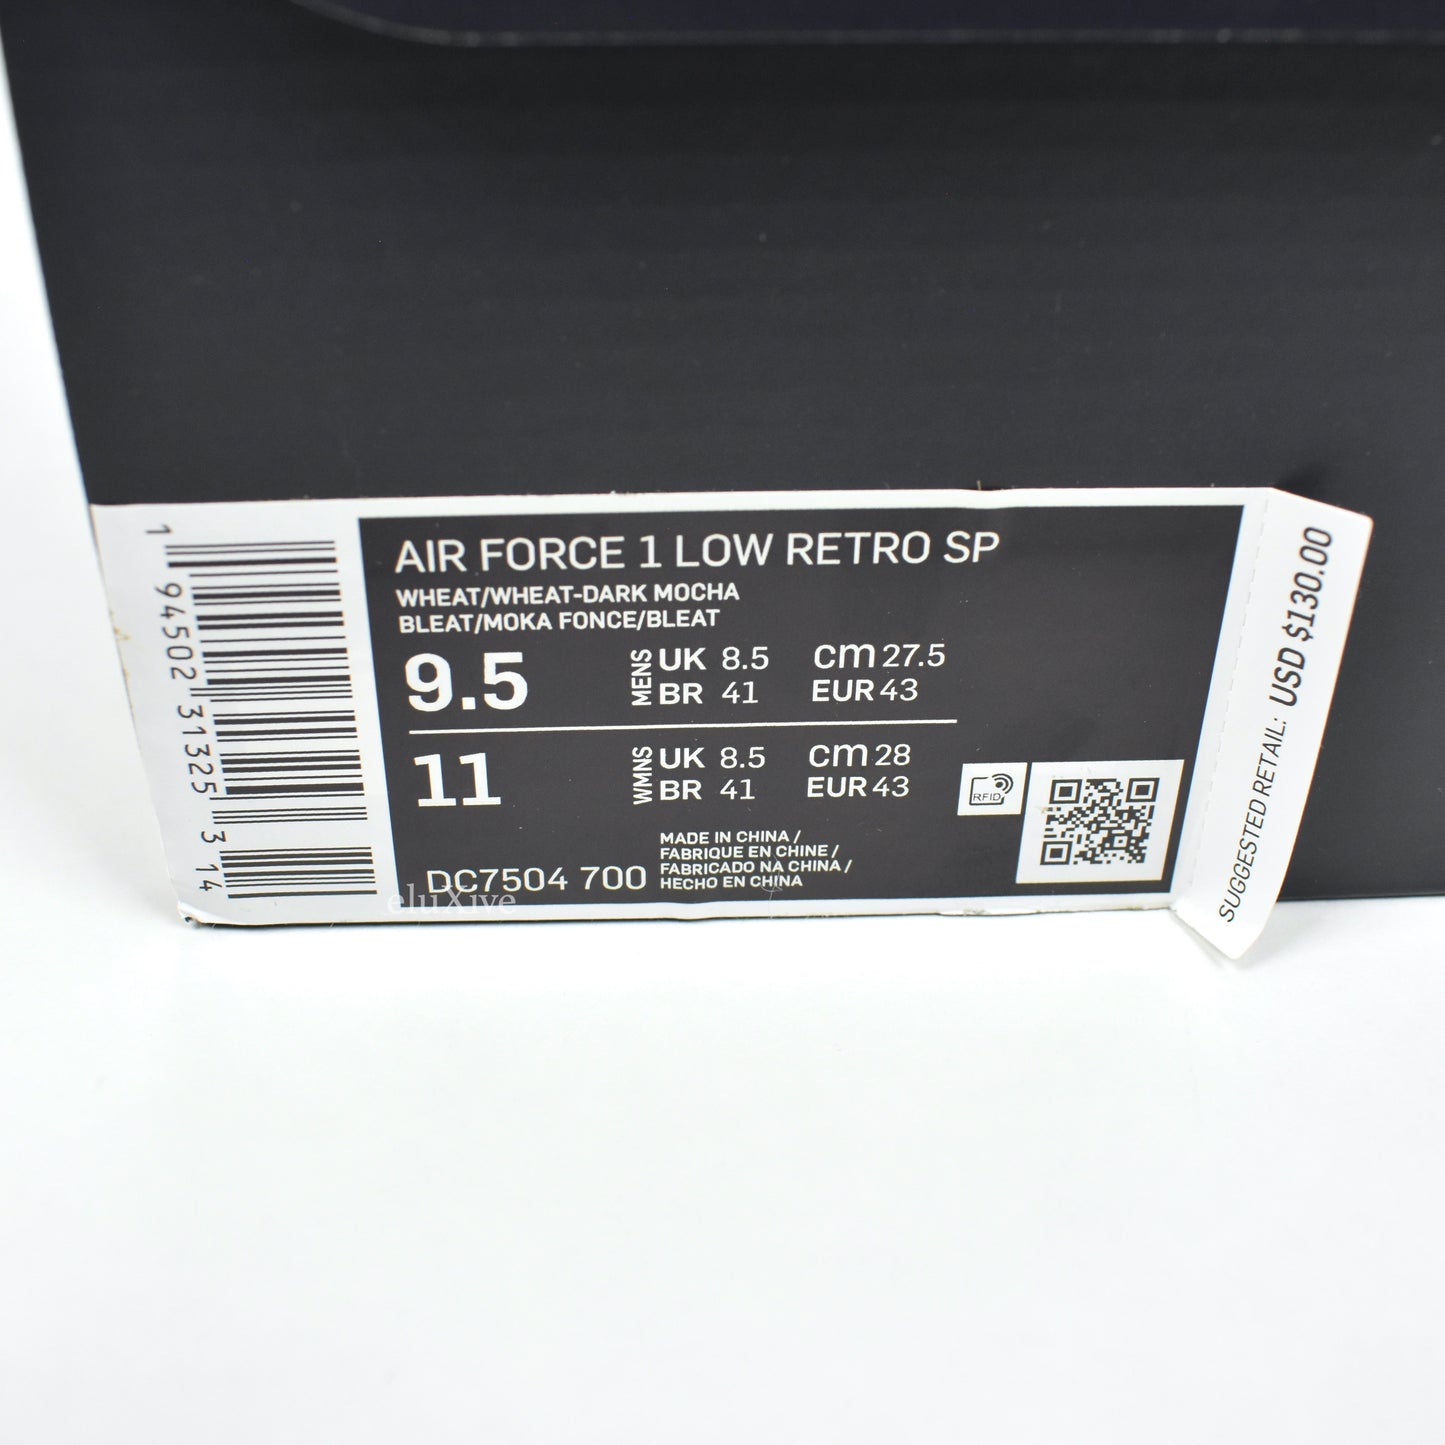 AIR FORCE 1 LOW RETRO SP
WHEAT/WHEAT-DARK MOCHA
BLEAT/MOKA FONCE/BLEAT
9.5 MENS UK 8.5 cm 27.5
BR 41 EUR 43
11 WMNS UK 8.5 cm 28
BR 41 EUR 43
RFID
DC7504 700
MADE IN CHINA /
FABRIQUE EN CHINE /
FABRICADO NA CHINA /
HECHO EN CHINA
1 94502 31325 3 14
SUGGESTED RETAIL: USD $130.00
eluXive